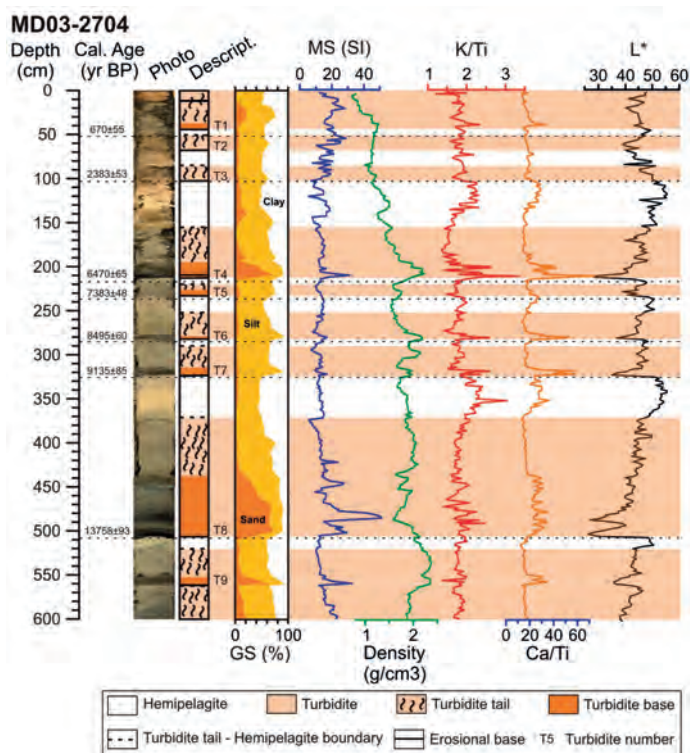 MD03-2704
Depth (cm)
Cal. Age (yr BP)
Photo
Descript.
MS (SI)
0 20 40
K/Ti
1 2 3
L*
30 40 50 60
0
50
100
150
200
250
300
350
400
450
500
550
600
670±55
2383±53
6470±65
7383±48
8495±60
9135±85
13758±93
T1
T2
T3
T4
T5
T6
T7
T8
T9
Clay
Silt
Sand
0 100
GS (%)
1 2
Density
(g/cm3)
0 20 40 60
Ca/Ti
Hemipelagite
Turbidite
Turbidite tail
Turbidite base
Turbidite tail - Hemipelagite boundary
Erosional base
T5 Turbidite number